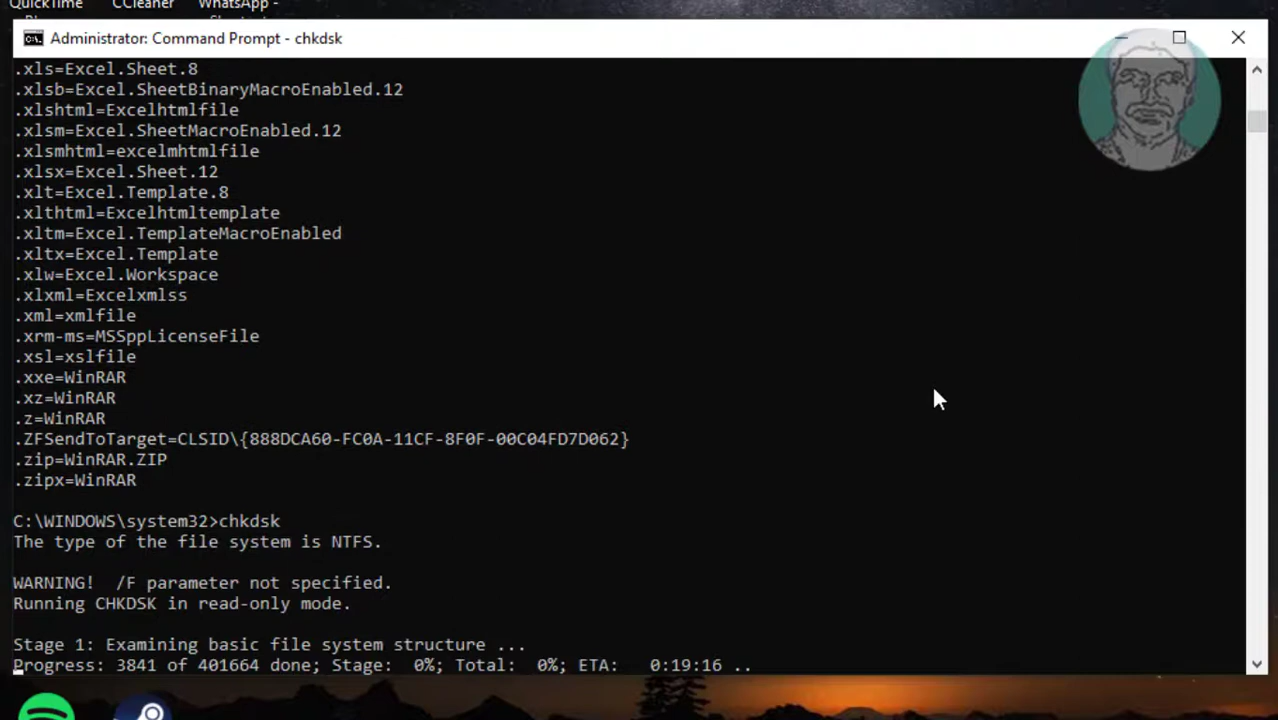 QuickTime
CCleaner
WhatsApp -
Administrator: Command Prompt - chkdsk
.xls=Excel.Sheet.8
.xlsb=Excel.SheetBinaryMacroEnabled.12
.xlshtml=Excelhtmlfile
.xlsm=Excel.SheetMacroEnabled.12
.xlsmhtml=excelmhtmlfile
.xlsx=Excel.Sheet.12
.xlt=Excel.Template.8
.xlthtml=Excelhtmltemplate
.xltm=Excel.TemplateMacroEnabled
.xltx=Excel.Template
.xlw=Excel.Workspace
.xlxml=Excelxmlss
.xml=xmlfile
.xrm-ms=MSSppLicenseFile
.xsl=xslfile
.xxe=WinRAR
.xz=WinRAR
.z=WinRAR
.ZFSendToTarget=CLSID\{888DCA60-FC0A-11CF-8F0F-00C04FD7D062}
.zip=WinRAR.ZIP
.zipx=WinRAR
C:\WINDOWS\system32>chkdsk
The type of the file system is NTFS.
WARNING!  /F parameter not specified.
Running CHKDSK in read-only mode.
Stage 1: Examining basic file system structure ...
Progress: 3841 of 401664 done; Stage:  0%; Total:  0%; ETA:   0:19:16 ..